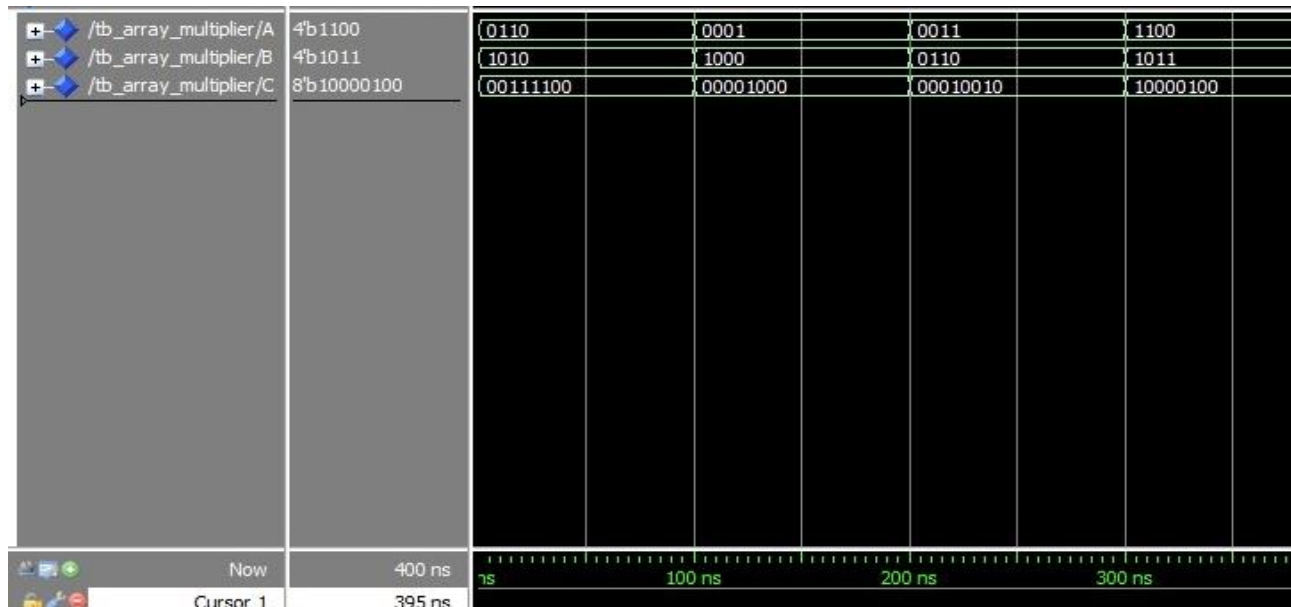 /tb_array_multiplier/A 4'b1100 0110 0001 0011 1100
/tb_array_multiplier/B 4'b1011 1010 1000 0110 1011
/tb_array_multiplier/C 8'b10000100 00111100 00001000 00010010 10000100
Now 400 ns ns 100 ns 200 ns 300 ns
Cursor 1 395 ns